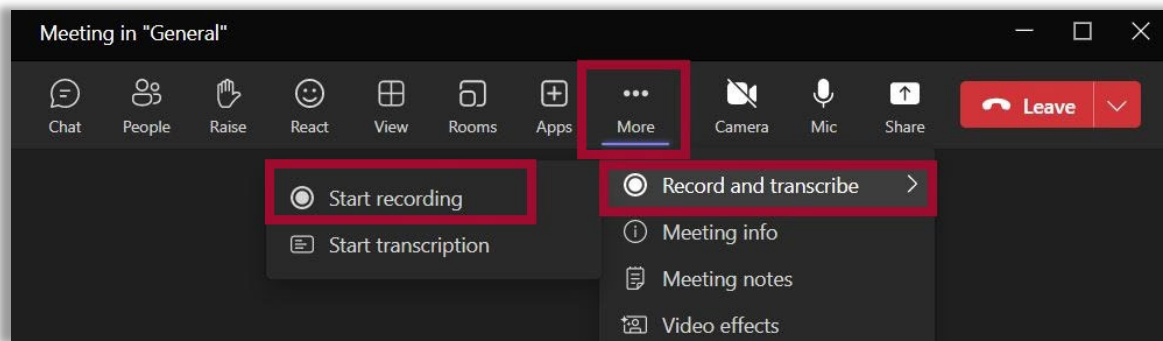 Meeting in "General"
Chat People Raise React View Rooms Apps More Camera Mic Share Leave
Start recording
Start transcription
Record and transcribe
Meeting info
Meeting notes
Video effects